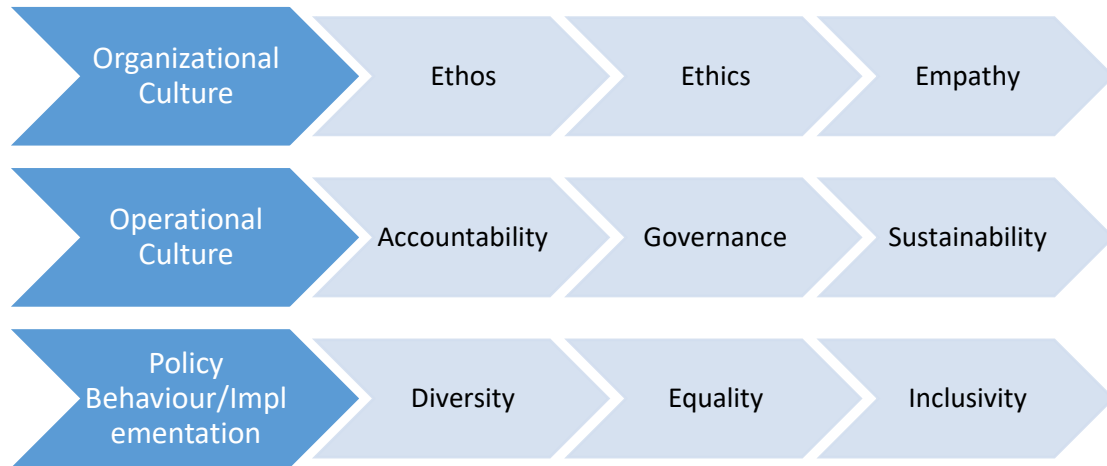 Organizational
Culture
Ethos
Ethics
Empathy
Operational
Culture
Accountability
Governance
Sustainability
Policy
Behaviour/Impl
ementation
Diversity
Equality
Inclusivity